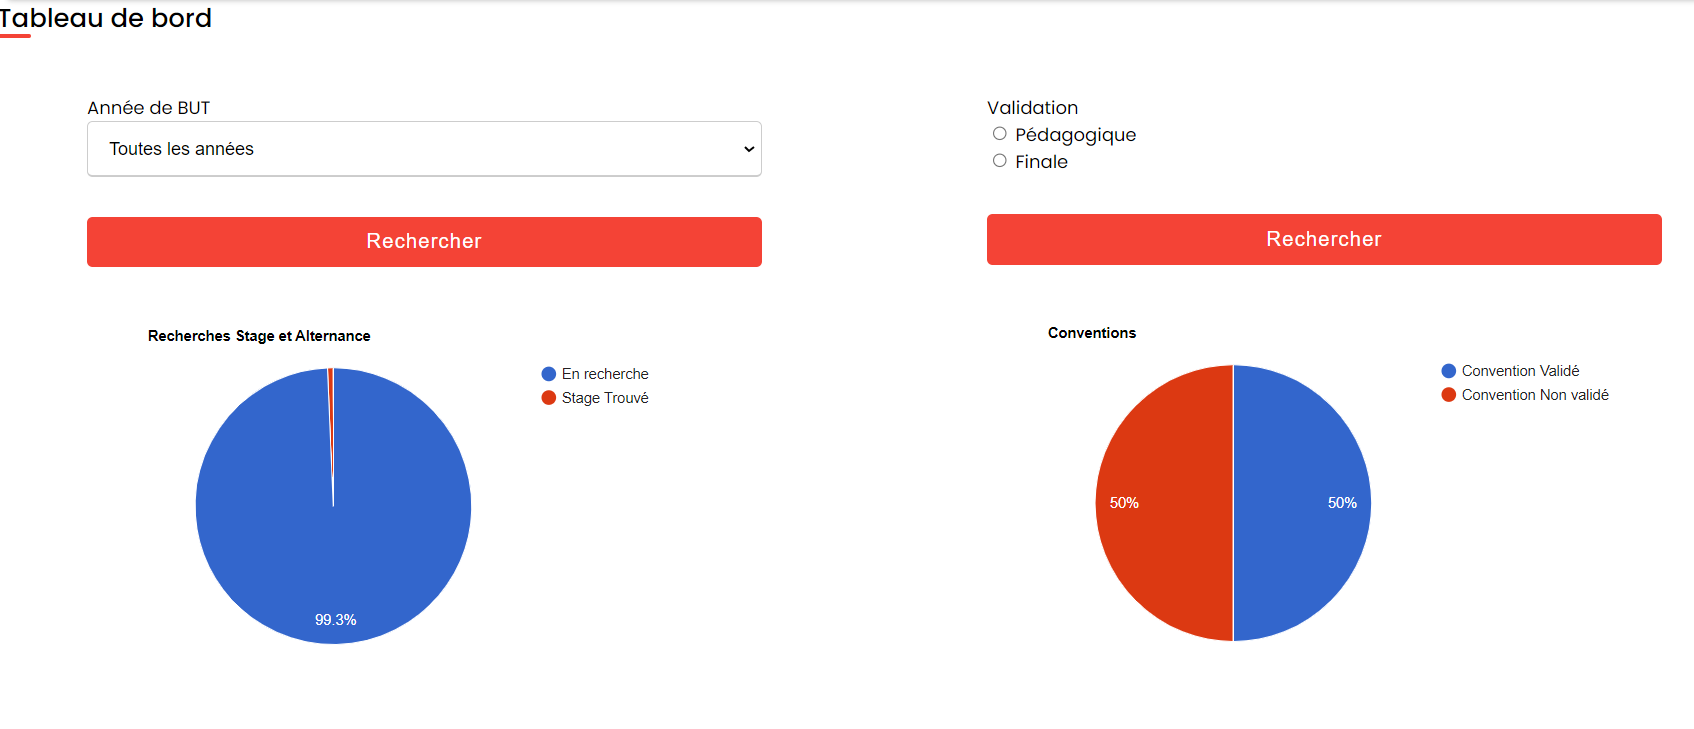 Tableau de bord
Année de BUT
Toutes les années
Rechercher
Recherches Stage et Alternance
En recherche
Stage Trouvé
99.3%
Validation
Pédagogique
Finale
Rechercher
Conventions
Convention Validé
Convention Non validé
50%
50%